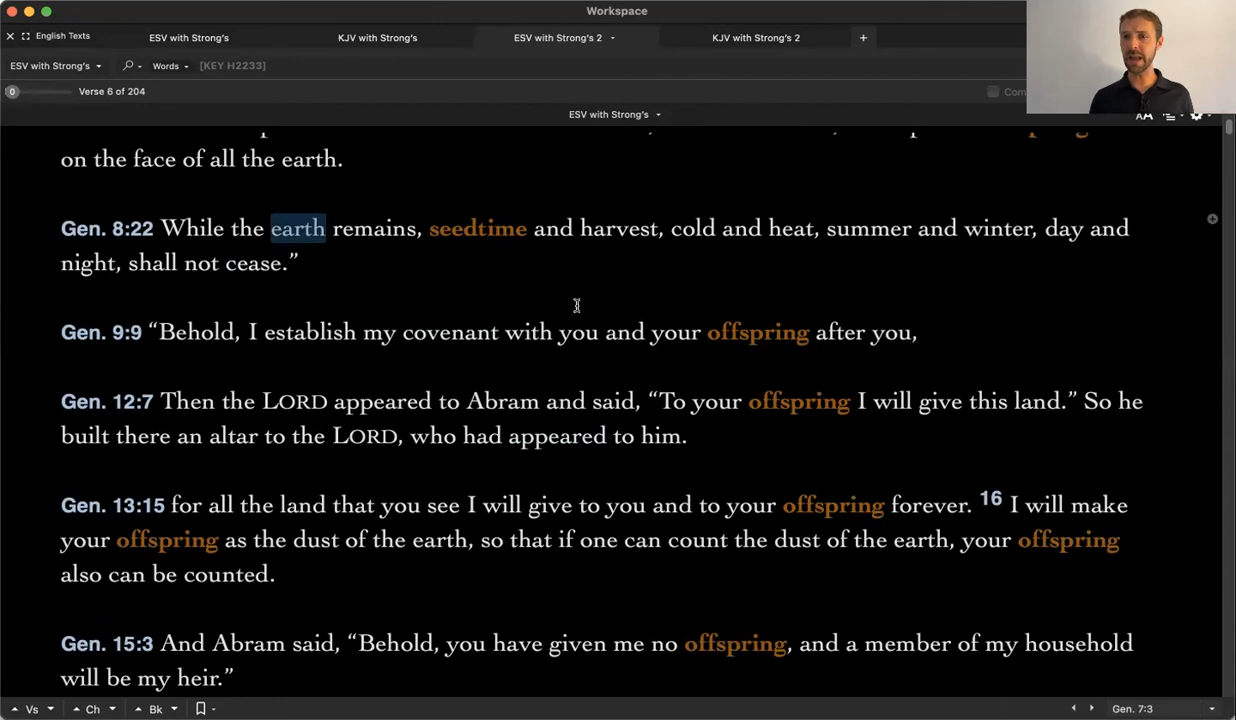 Workspace
English Texts
ESV with Strong's
KJV with Strong's
ESV with Strong's 2
KJV with Strong's 2
+
ESV with Strong's
Words
[KEY H2233]
0
Verse 6 of 204
ESV with Strong's
on the face of all the earth.
Gen. 8:22 While the earth remains, seedtime and harvest, cold and heat, summer and winter, day and
night, shall not cease.”
Gen. 9:9 “Behold, I establish my covenant with you and your offspring after you,
Gen. 12:7 Then the LORD appeared to Abram and said, “To your offspring I will give this land.” So he
built there an altar to the LORD, who had appeared to him.
Gen. 13:15 for all the land that you see I will give to you and to your offspring forever. 16 I will make
your offspring as the dust of the earth, so that if one can count the dust of the earth, your offspring
also can be counted.
Gen. 15:3 And Abram said, “Behold, you have given me no offspring, and a member of my household
will be my heir.”
Vs
Ch
Bk
Gen. 7:3